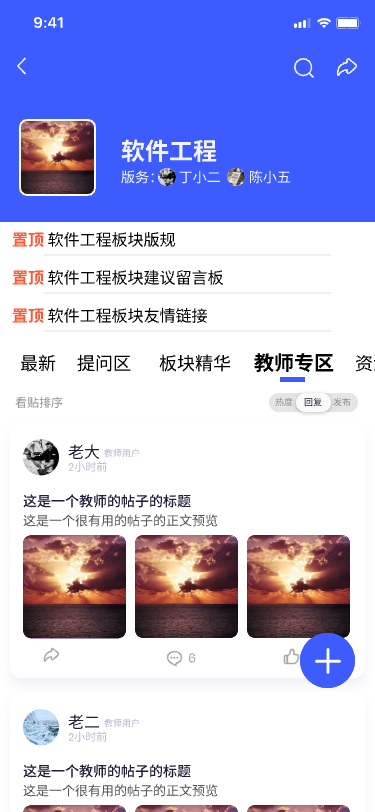 9:41
软件工程
版务: 丁小二 陈小五
置顶 软件工程板块版规
置顶 软件工程板块建议留言板
置顶 软件工程板块友情链接
最新 提问区 板块精华 教师专区
看贴排序 热度 回复 发布
老大 教师用户
2小时前
这是一个教师的帖子的标题
这是一个很有用的帖子的正文预览
6
老二 教师用户
2小时前
这是一个教师的帖子的标题
这是一个很有用的帖子的正文预览